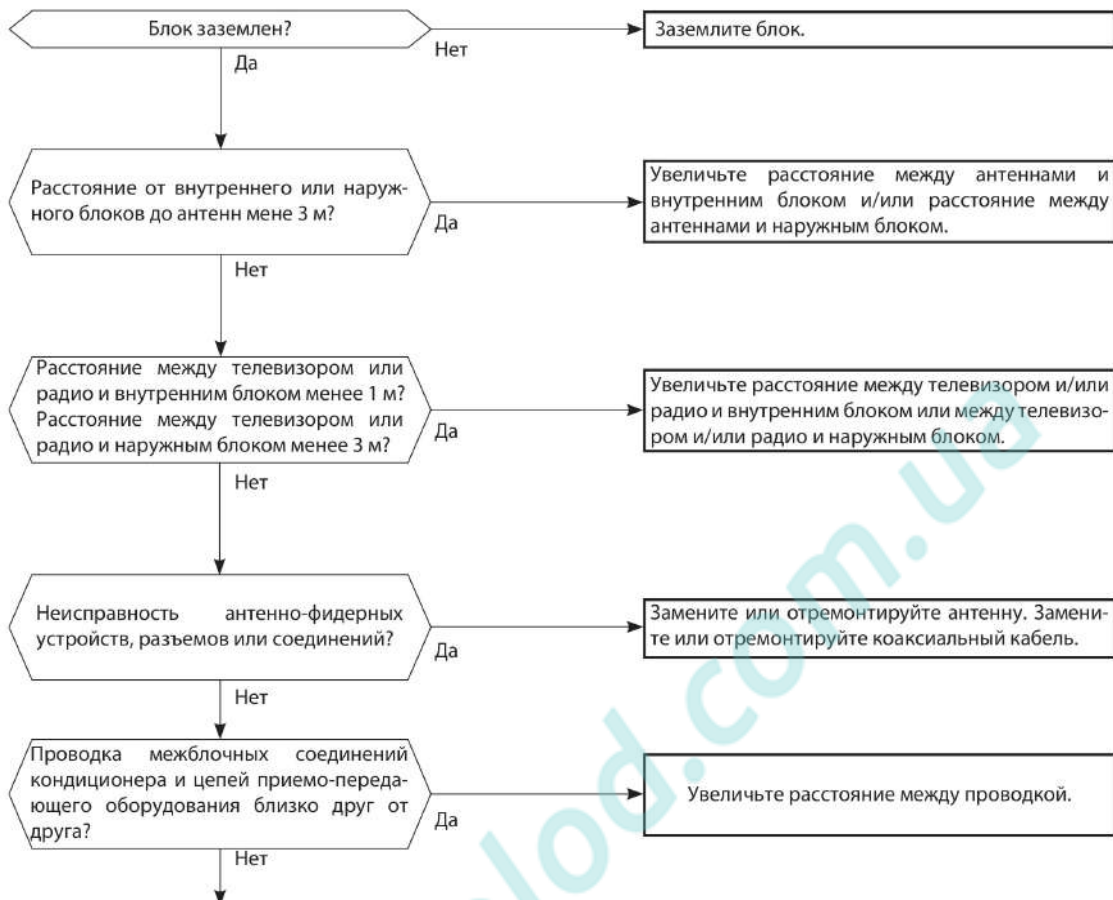 Блок заземлен?
Заземлите блок.
Нет
Да
Расстояние от внутреннего или наруж-
ного блоков до антенн мене 3 м?
Увеличьте расстояние между антеннами и
внутренним блоком и/или расстояние между
антеннами и наружным блоком.
Да
Нет
Расстояние между телевизором или
радио и внутренним блоком менее 1 м?
Расстояние между телевизором или
радио и наружным блоком менее 3 м?
Увеличьте расстояние между телевизором и/или
радио и внутренним блоком или между телевизо-
ром и/или радио и наружным блоком.
Да
Нет
Неисправность антенно-фидерных
устройств, разъемов или соединений?
Замените или отремонтируйте антенну. Замени-
те или отремонтируйте коаксиальный кабель.
Да
Нет
Проводка межблочных соединений
кондиционера и цепей приемо-переда-
ющего оборудования близко друг от
друга?
Увеличьте расстояние между проводкой.
Да
Нет
lod.com.ua